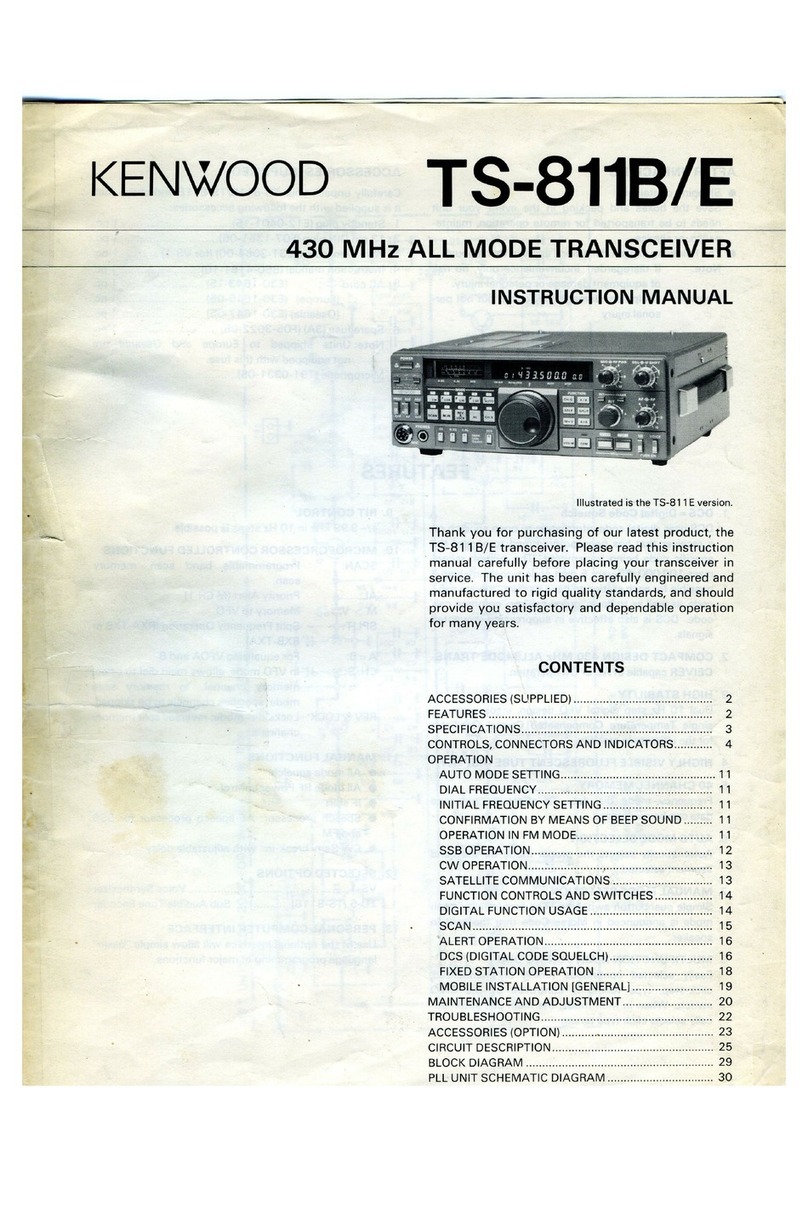 KENWOOD TS-811B/E
430 MHz ALL MODE TRANSCEIVER
INSTRUCTION MANUAL
433.500.0 0.0
Illustrated is the TS-811E version.
Thank you for purchasing of our latest product, the
TS-811B/E transceiver. Please read this instruction
manual carefully before placing your transceiver in
service. The unit has been carefully engineered and
manufactured to rigid quality standards, and should
provide you satisfactory and dependable operation
for many years.
CONTENTS
ACCESSORIES (SUPPLIED) ........ 2
FEATURES ........ 2
SPECIFICATIONS ........ 3
CONTROLS, CONNECTORS AND INDICATORS ........ 4
OPERATION
AUTO MODE SETTING ........ 11
DIAL FREQUENCY ........ 11
INITIAL FREQUENCY SETTING ........ 11
CONFIRMATION BY MEANS OF BEEP SOUND ........ 11
OPERATION IN FM MODE ........ 11
SSB OPERATION ........ 12
CW OPERATION ........ 13
SATELLITE COMMUNICATIONS ........ 13
FUNCTION CONTROLS AND SWITCHES ........ 14
DIGITAL FUNCTION USAGE ........ 14
SCAN ........ 15
ALERT OPERATION ........ 16
DCS (DIGITAL CODE SQUELCH) ........ 16
FIXED STATION OPERATION ........ 18
MOBILE INSTALLATION [GENERAL] ........ 19
MAINTENANCE AND ADJUSTMENT ........ 20
TROUBLESHOOTING ........ 22
ACCESSORIES (OPTION) ........ 23
CIRCUIT DESCRIPTION ........ 25
BLOCK DIAGRAM ........ 29
PLL UNIT SCHEMATIC DIAGRAM ........ 30